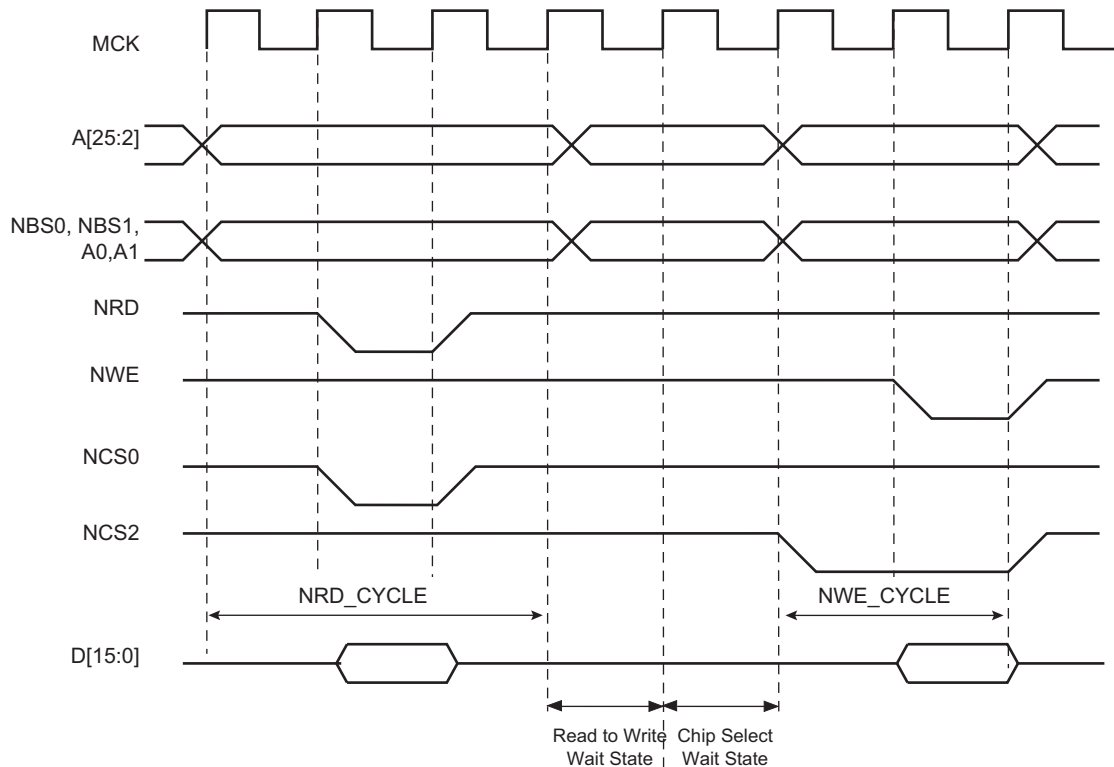 MCK
A[25:2]
NBS0, NBS1,
A0,A1
NRD
NWE
NCS0
NCS2
NRD_CYCLE
NWE_CYCLE
D[15:0]
Read to Write
Wait State
Chip Select
Wait State